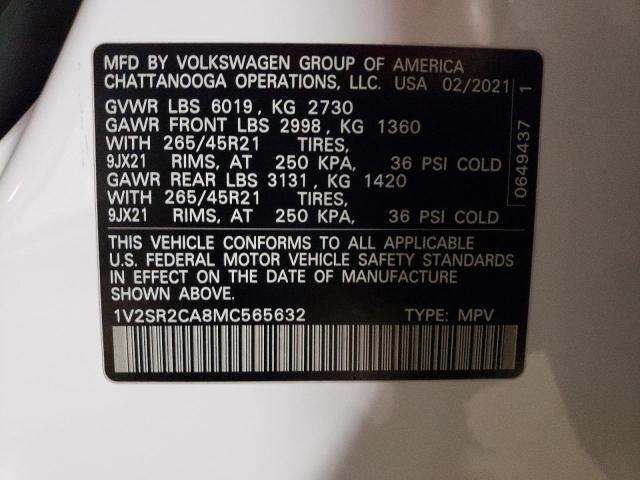 MFD BY VOLKSWAGEN GROUP OF AMERICA
CHATTANOOGA OPERATIONS, LLC. USA 02/2021
GVWR LBS 6019, KG 2730
GAWR FRONT LBS 2998, KG 1360
WITH 265/45R21 TIRES,
9JX21 RIMS, AT 250 KPA, 36 PSI COLD
GAWR REAR LBS 3131, KG 1420
WITH 265/45R21 TIRES,
9JX21 RIMS, AT 250 KPA, 36 PSI COLD
THIS VEHICLE CONFORMS TO ALL APPLICABLE
U.S. FEDERAL MOTOR VEHICLE SAFETY STANDARDS
IN EFFECT ON THE DATE OF MANUFACTURE
SHOWN ABOVE.
1V2SR2CA8MC565632 TYPE: MPV
0649437 1